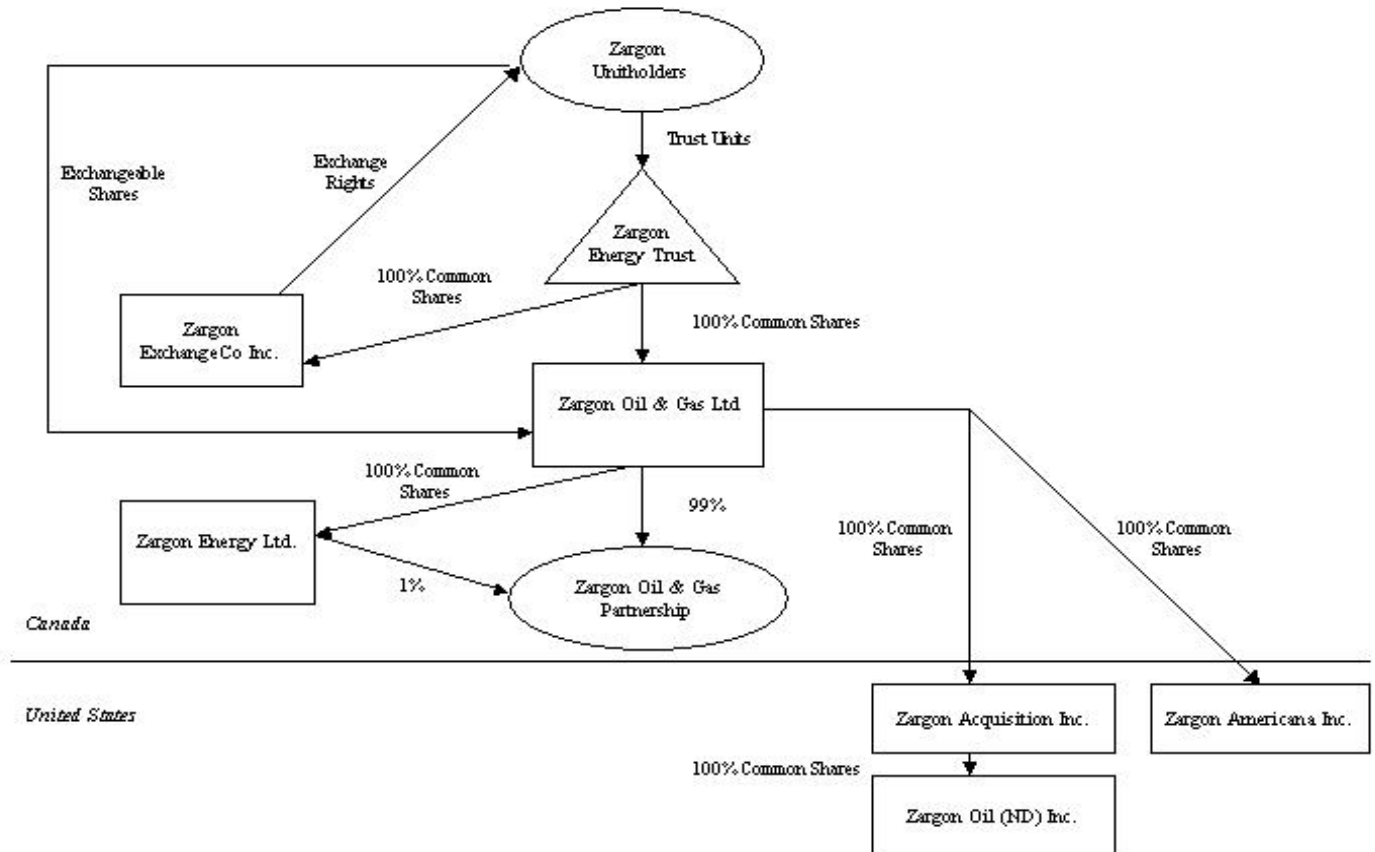 Zargon
Unitholders
Trust Units
Exchangeable
Shares
Exchange
Rights
Zargon
Energy Trust
100% Common
Shares
Zargon
ExchangeCo Inc.
100% Common Shares
Zargon Oil & Gas Ltd
100% Common
Shares
99%
Zargon Energy Ltd.
1%
Zargon Oil & Gas
Partnership
100% Common
Shares
100% Common
Shares
Canada
United States
Zargon Acquisition Inc.
Zargon Americana Inc.
100% Common Shares
Zargon Oil (ND) Inc.